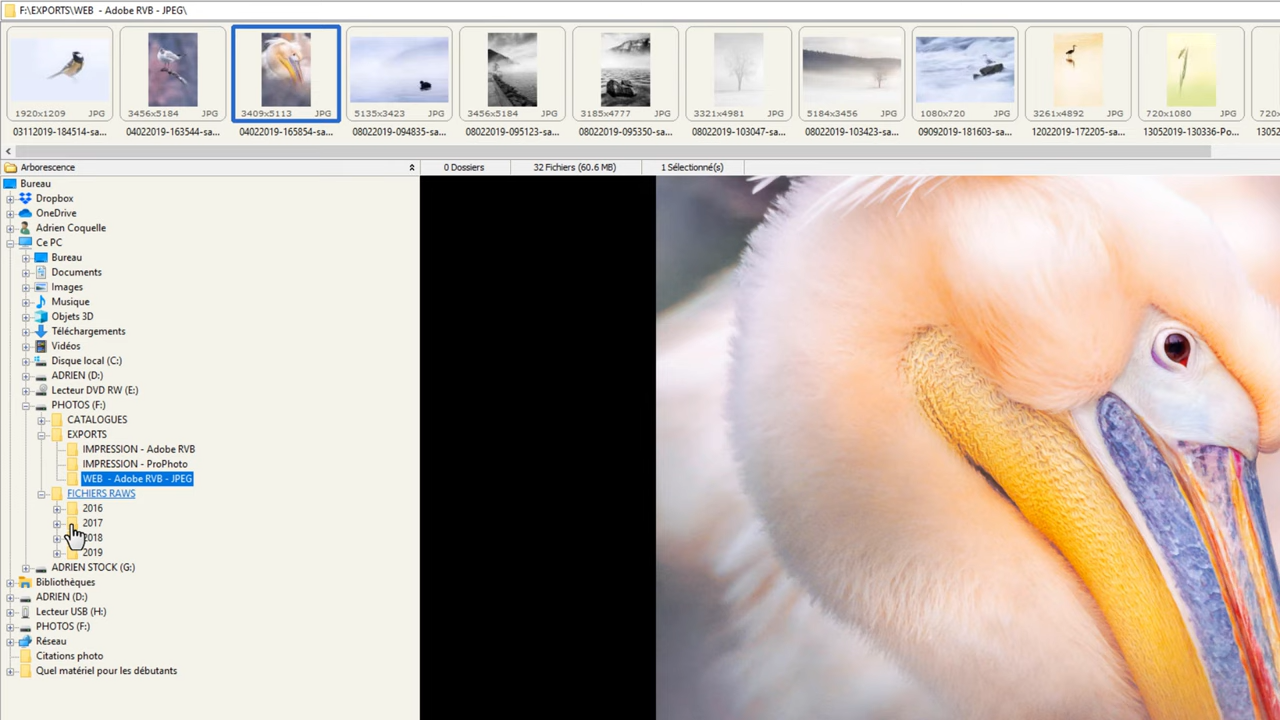 F:\EXPORTS\WEB - Adobe RVB - JPEG\
1920x1209 JPG
3456x5184 JPG
3409x5113 JPG
5135x3423 JPG
3456x5184 JPG
3185x4777 JPG
3321x4981 JPG
5184x3456 JPG
1080x720 JPG
3261x4892 JPG
720x1080 JPG
720x
03112019-184514-sa...
04022019-163544-sa...
04022019-165854-sa...
08022019-094835-sa...
08022019-095123-sa...
08022019-095350-sa...
08022019-103047-sa...
08022019-103423-sa...
09092019-181603-sa...
12022019-172205-sa...
13052019-130336-Po...
13052
Arborescence
0 Dossiers
32 Fichiers (60.6 MB)
1 Sélectionné(s)
Bureau
Dropbox
OneDrive
Adrien Coquelle
Ce PC
Bureau
Documents
Images
Musique
Objets 3D
Téléchargements
Vidéos
Disque local (C:)
ADRIEN (D:)
Lecteur DVD RW (E:)
PHOTOS (F:)
CATALOGUES
EXPORTS
IMPRESSION - Adobe RVB
IMPRESSION - ProPhoto
WEB - Adobe RVB - JPEG
FICHIERS RAWS
2016
2017
2018
2019
ADRIEN STOCK (G:)
Bibliothèques
ADRIEN (D:)
Lecteur USB (H:)
PHOTOS (F:)
Réseau
Citations photo
Quel matériel pour les débutants